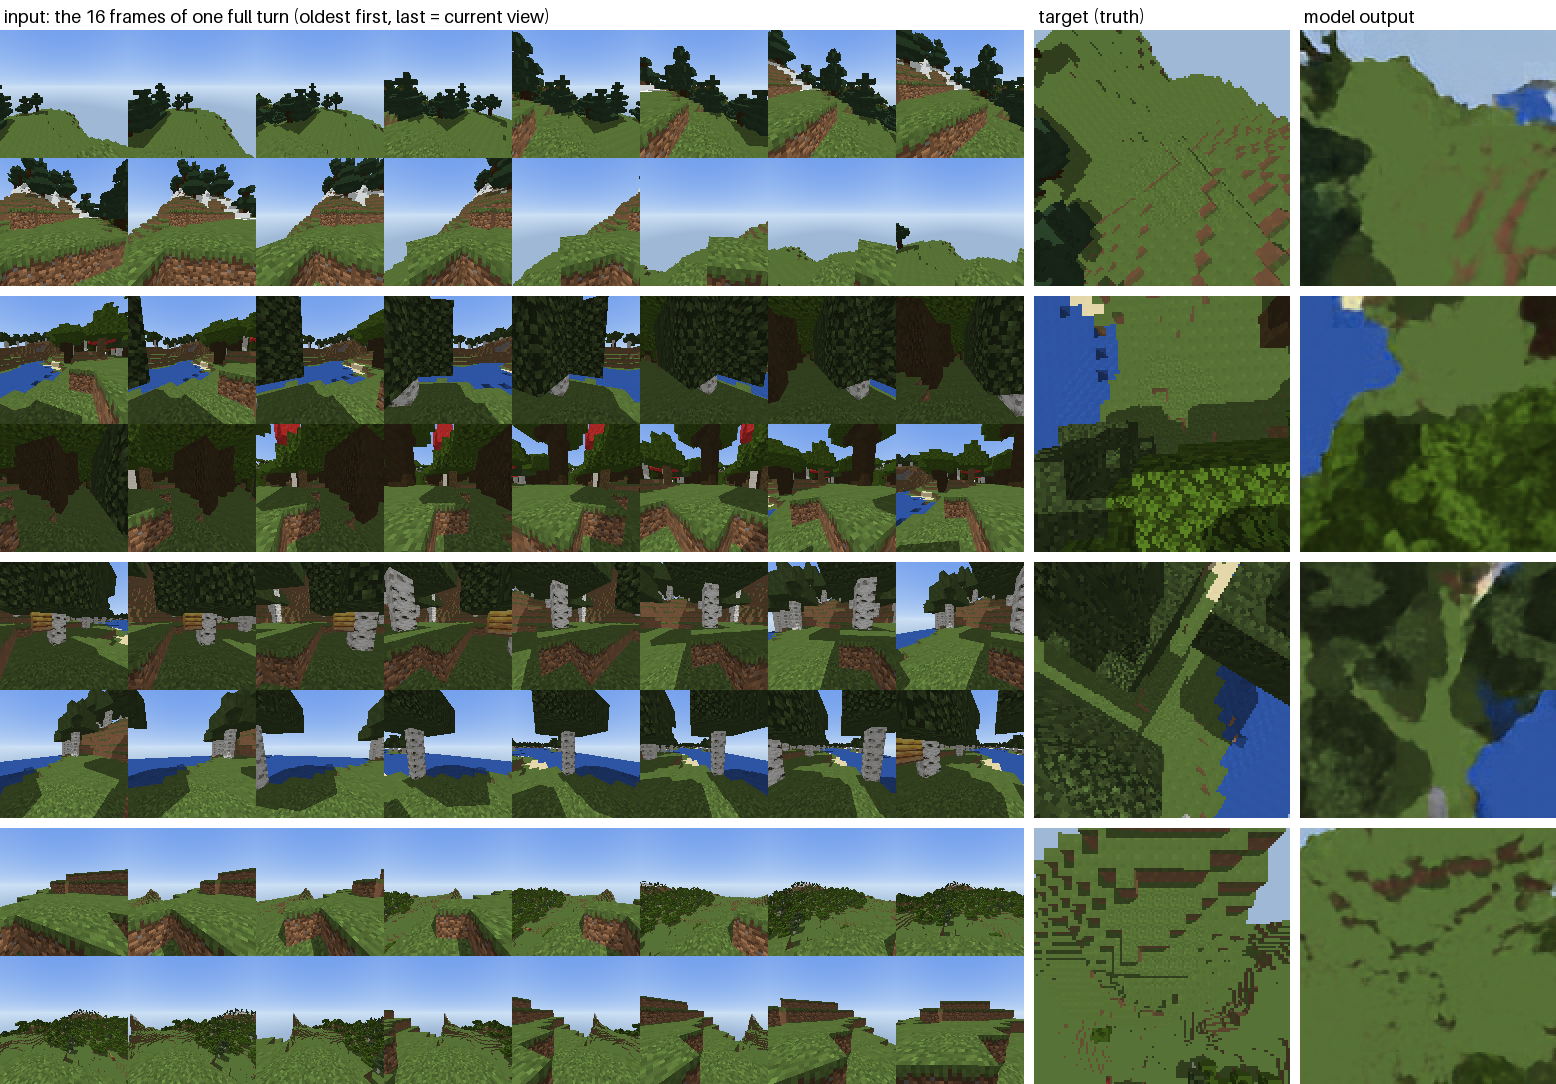 input: the 16 frames of one full turn (oldest first, last = current view)
target (truth)
model output